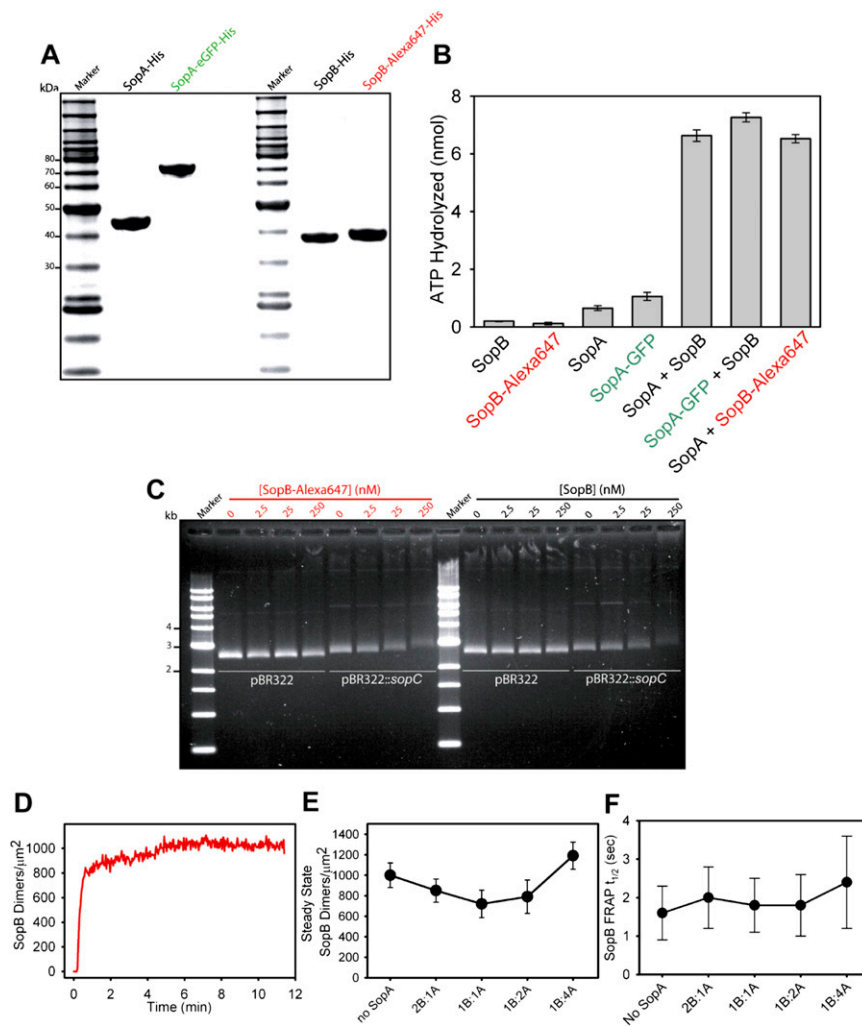 A
Marker
SopA-His
SopA-eGFP-His
Marker
SopB-His
SopB-Alexa647-His
kDa
80
70
60
50
40
30
B
ATP Hydrolyzed (nmol)
8
6
4
2
0
SopB
SopB-Alexa647
SopA
SopA-GFP
SopA + SopB
SopA-GFP + SopB
SopA + SopB-Alexa647
C
[SopB-Alexa647] (nM)
[SopB] (nM)
kb
Marker
0 2.5 25 250 0 2.5 25 250
Marker
0 2.5 25 250 0 2.5 25 250
4
3
2
pBR322
pBR322::sopC
pBR322
pBR322::sopC
D
SopB Dimers/μm²
1000
800
600
400
200
0
0 2 4 6 8 10 12
Time (min)
E
Steady State
SopB Dimers/μm²
1400
1200
1000
800
600
400
200
0
no SopA
2B:1A
1B:1A
1B:2A
1B:4A
F
SopB FRAP t1/2 (sec)
4
3
2
1
0
No SopA
2B:1A
1B:1A
1B:2A
1B:4A